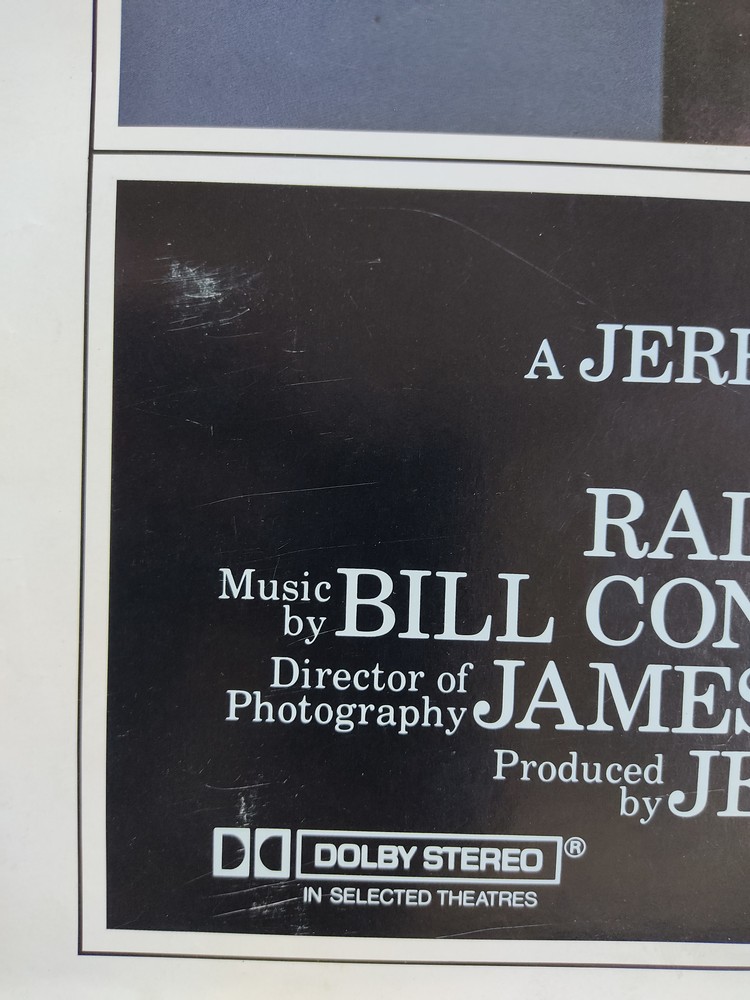 A JERR
RAL
Music by BILL CON
Director of Photography JAMES
Produced by JE
DOLBY STEREO®
IN SELECTED THEATRES